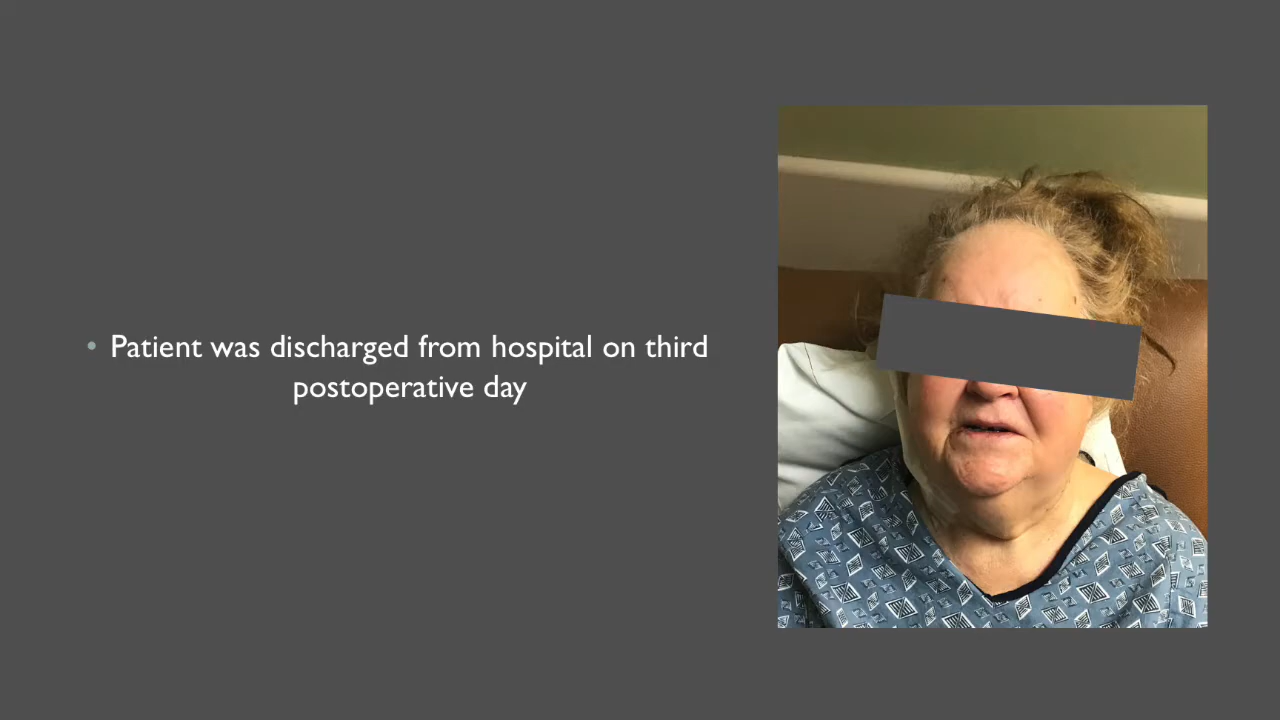 • Patient was discharged from hospital on third
postoperative day